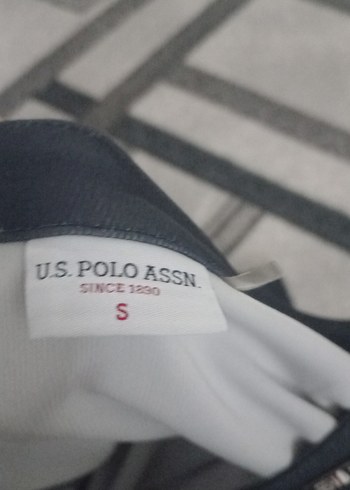 U.S. POLO ASSN.
SINCE 1890
S